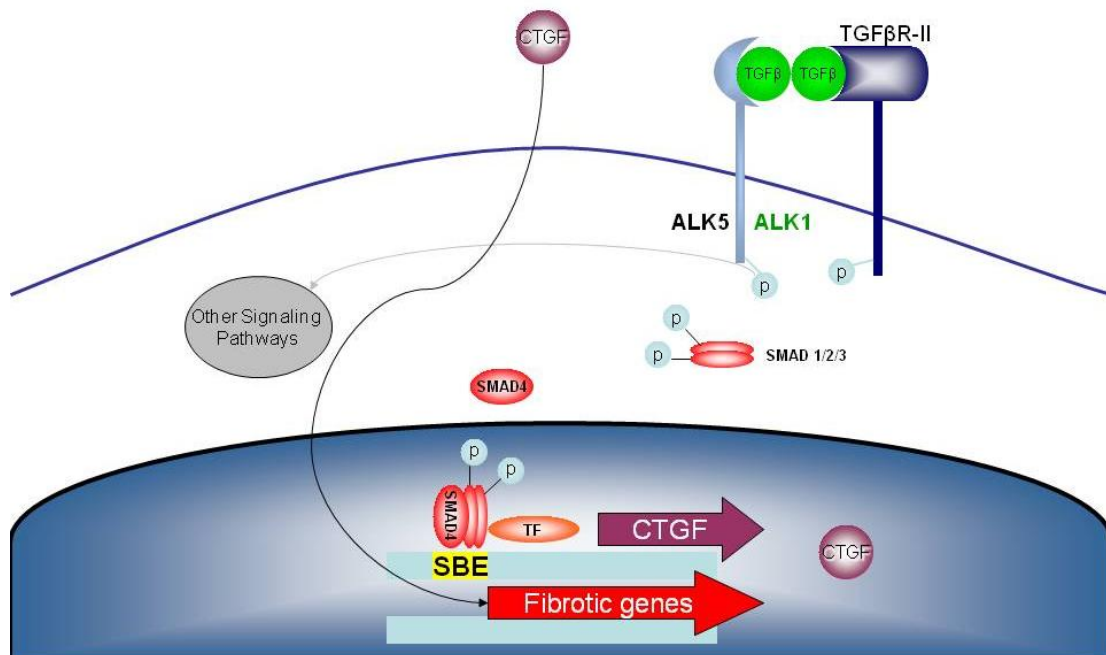 CTGF
TGFβR-II
TGFβ
TGFβ
ALK5
ALK1
p
p
Other Signaling
Pathways
p
p
SMAD 1/2/3
SMAD4
p
p
SMAD4
TF
CTGF
CTGF
SBE
Fibrotic genes